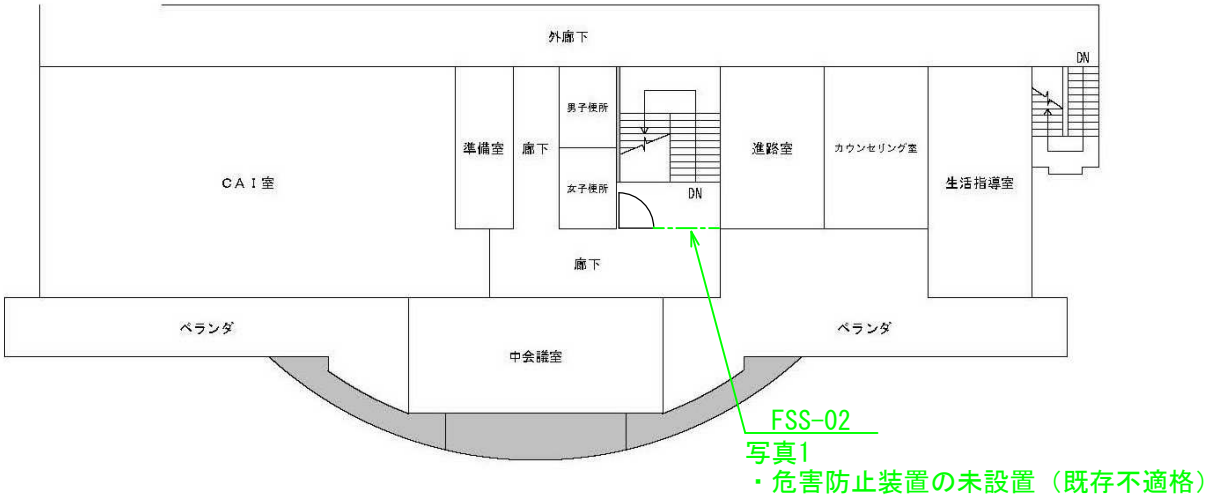 外廊下
DN
男子便所
準備室
廊下
進路室
カウンセリング室
CAI室
女子便所
生活指導室
DN
廊下
ベランダ
ベランダ
中会議室
FSS-02
写真1
・危害防止装置の未設置（既存不適格）